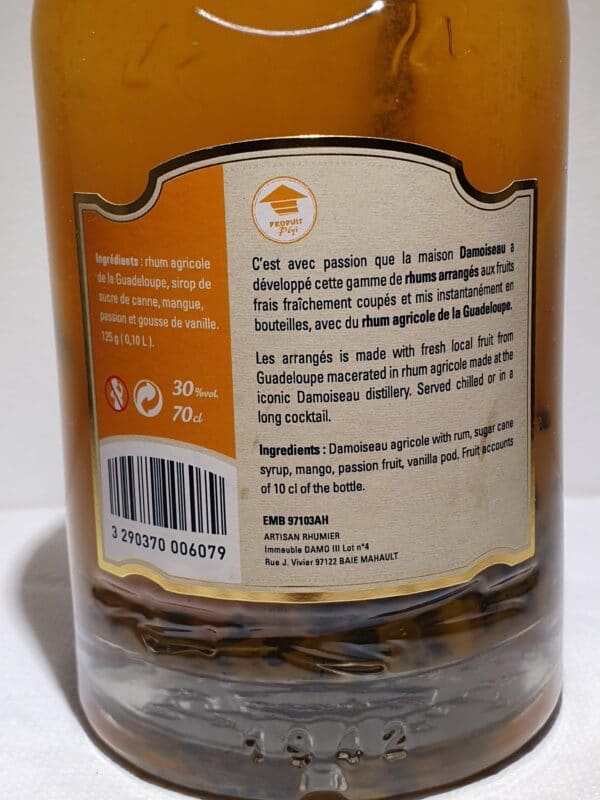 PRODUIT
Péyi
Ingrédients : rhum agricole
de la Guadeloupe, sirop de
sucre de canne, mangue,
passion et gousse de vanille.
125 g ( 0,10 L ).
30%vol.
70cl
3 290370 006079
C'est avec passion que la maison Damoiseau a
développé cette gamme de rhums arrangés aux fruits
frais fraîchement coupés et mis instantanément en
bouteilles, avec du rhum agricole de la Guadeloupe.
Les arrangés is made with fresh local fruit from
Guadeloupe macerated in rhum agricole made at the
iconic Damoiseau distillery. Served chilled or in a
long cocktail.
Ingredients : Damoiseau agricole with rum, sugar cane
syrup, mango, passion fruit, vanilla pod. Fruit accounts
of 10 cl of the bottle.
EMB 97103AH
ARTISAN RHUMIER
Immeuble DAMO III Lot n°4
Rue J. Vivier 97122 BAIE MAHAULT
1942